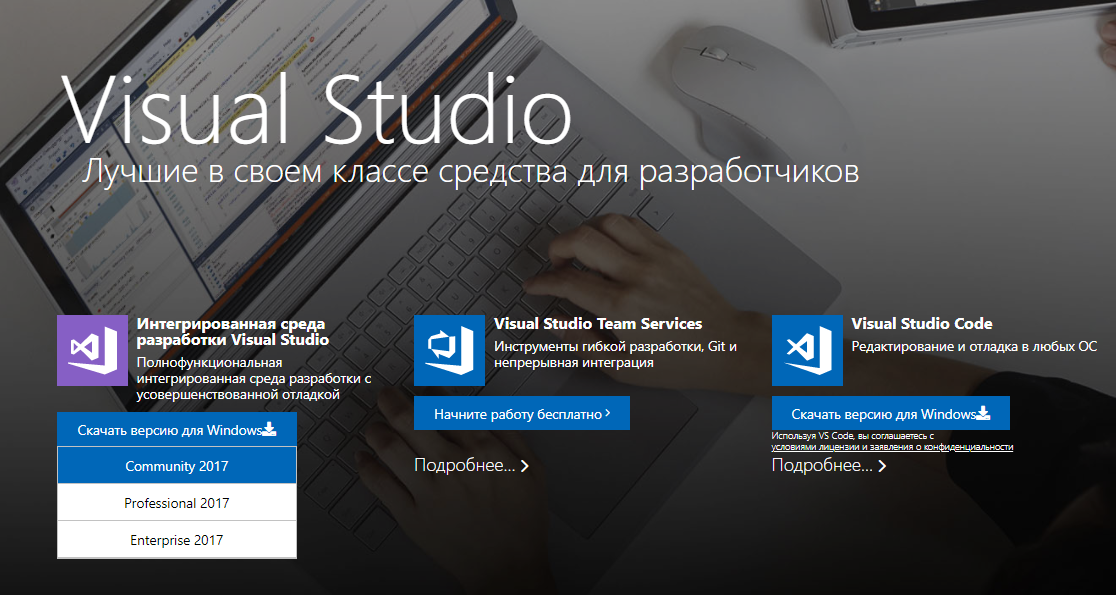 Visual Studio
Лучшие в своем классе средства для разработчиков
Интегрированная среда
разработки Visual Studio
Полнофункциональная
интегрированная среда разработки с
усовершенствованной отладкой
Скачать версию для Windows
Community 2017
Professional 2017
Enterprise 2017
Visual Studio Team Services
Инструменты гибкой разработки, Git и
непрерывная интеграция
Начните работу бесплатно
Подробнее...
Visual Studio Code
Редактирование и отладка в любых ОС
Скачать версию для Windows
Используя VS Code, вы соглашаетесь с
условиями лицензии и заявления о конфиденциальности
Подробнее...